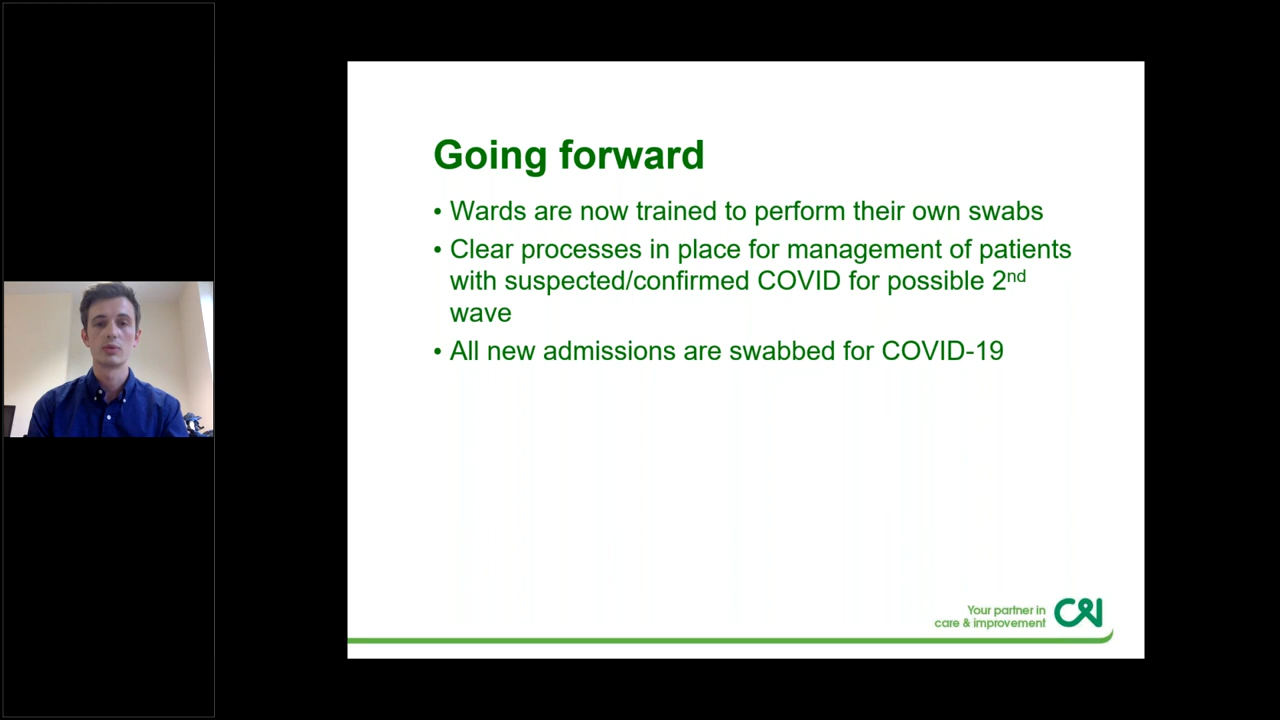 Going forward
• Wards are now trained to perform their own swabs
• Clear processes in place for management of patients
with suspected/confirmed COVID for possible 2nd
wave
• All new admissions are swabbed for COVID-19
Your partner in
care & improvement
C&I